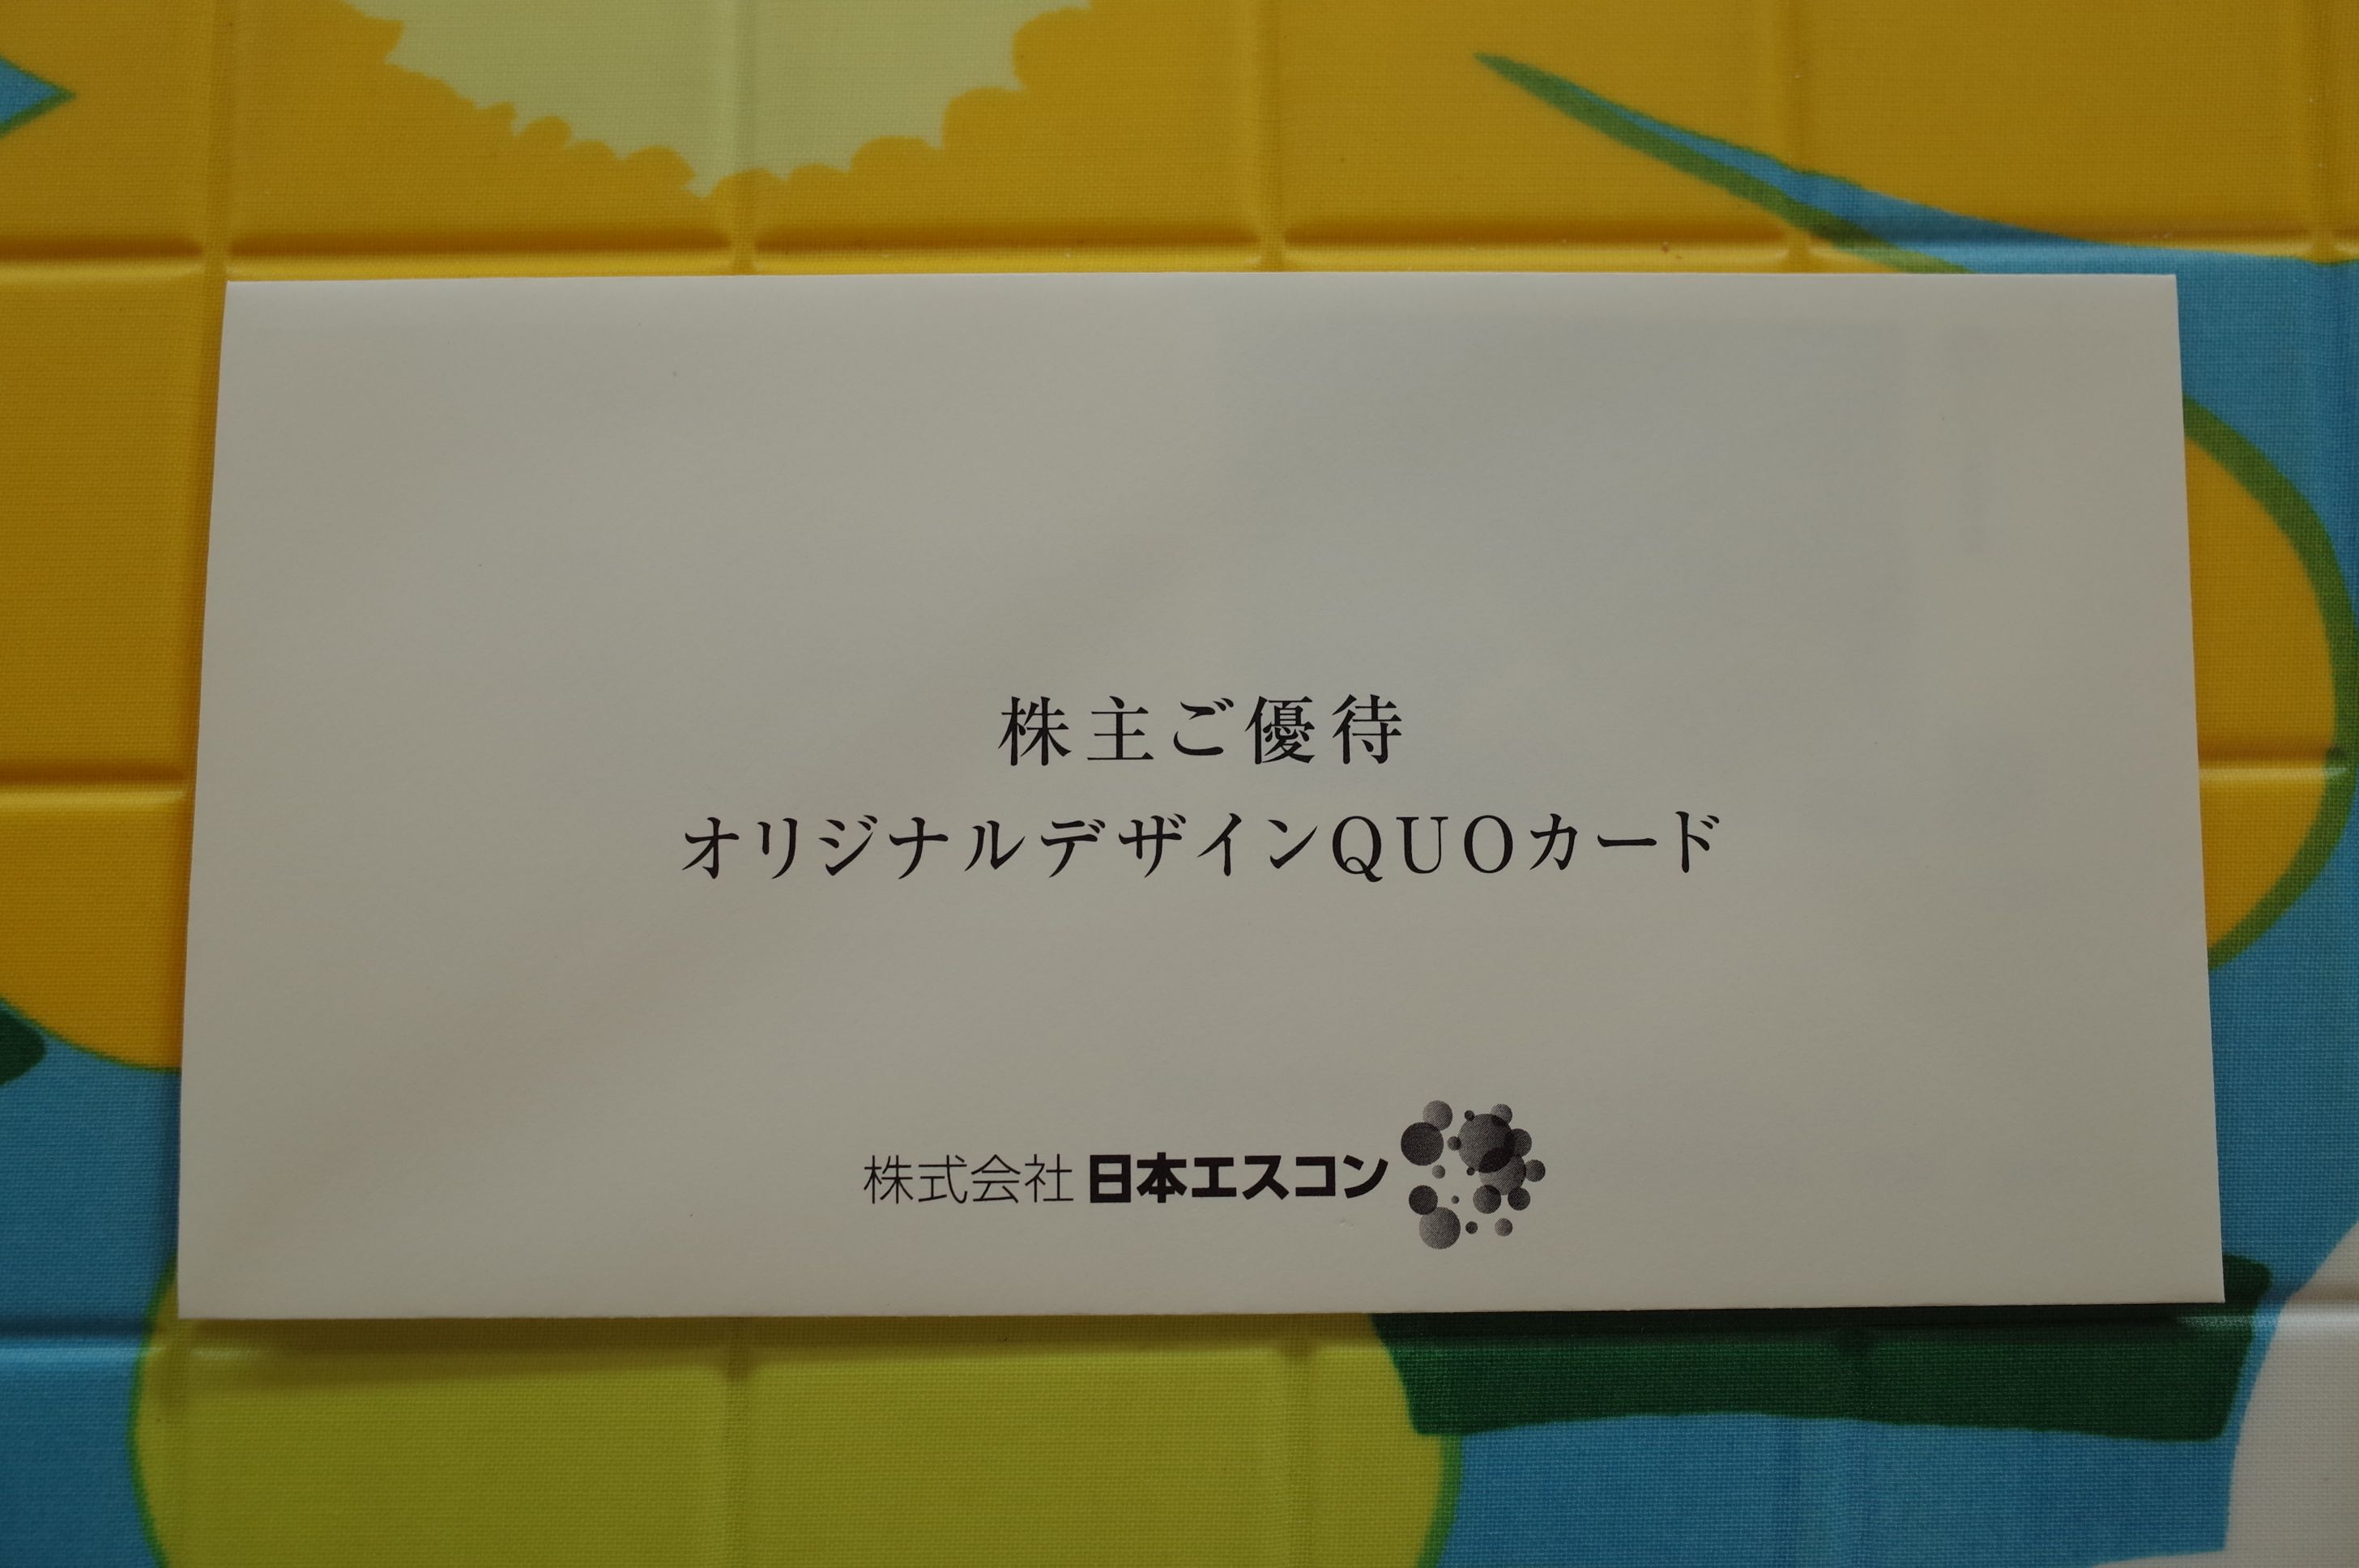 株主ご優待
オリジナルデザインQUOカード
株式会社 日本エスコン